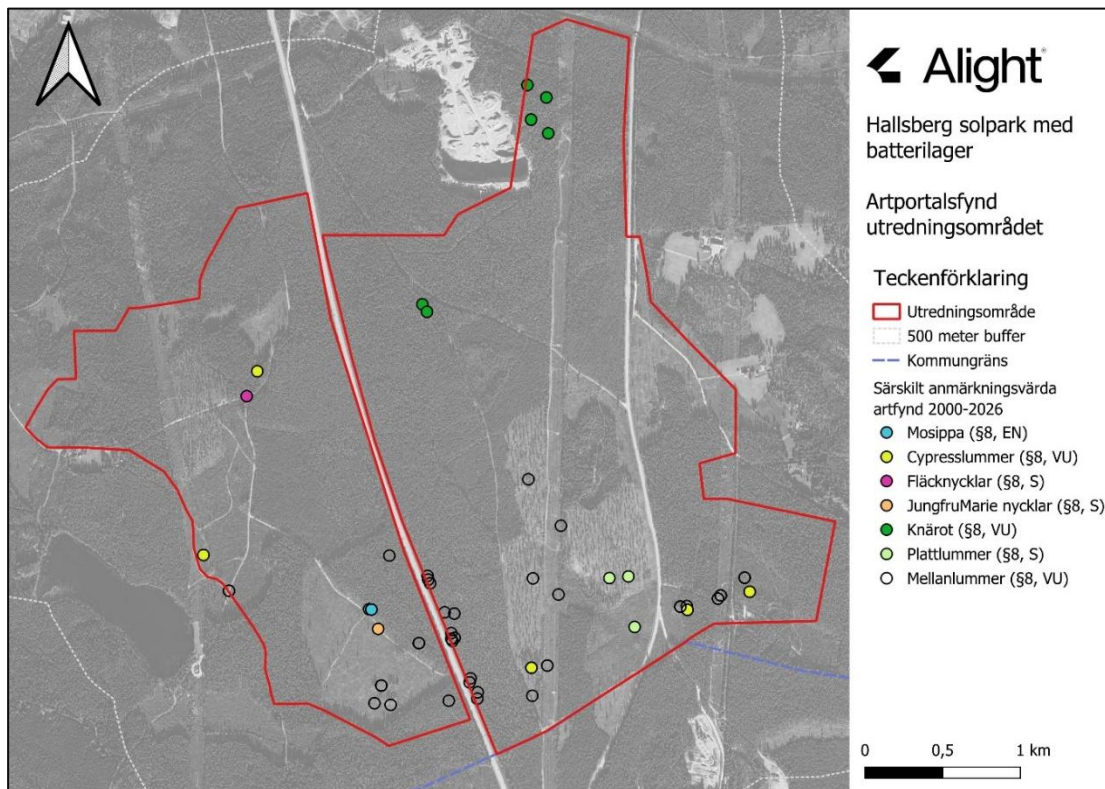 Alight®
Hallsberg solpark med
batterilager
Artportalsfynd
utredningsområdet
Teckenförklaring
Utredningsområde
500 meter buffer
Kommungräns
Särskilt anmärkningsvärda
artfynd 2000-2026
Mosippa (§8, EN)
Cypresslummer (§8, VU)
Fläcknycklar (§8, S)
JungfruMarie nycklar (§8, S)
Knärot (§8, VU)
Plattlummer (§8, S)
Mellanlummer (§8, VU)
0 0,5 1 km